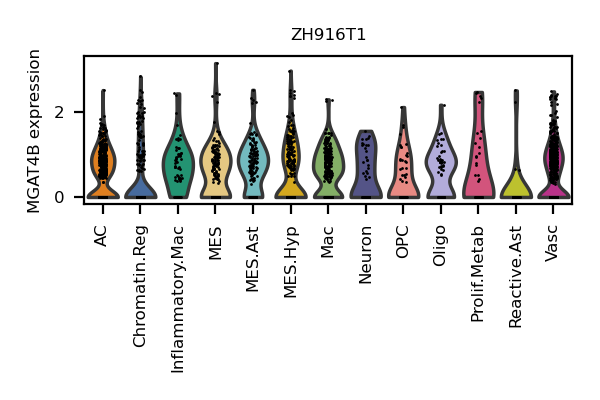 ZH916T1
MGAT4B expression
2
0
AC
Chromatin.Reg
Inflammatory.Mac
MES
MES.Ast
MES.Hyp
Mac
Neuron
OPC
Oligo
Prolif.Metab
Reactive.Ast
Vasc